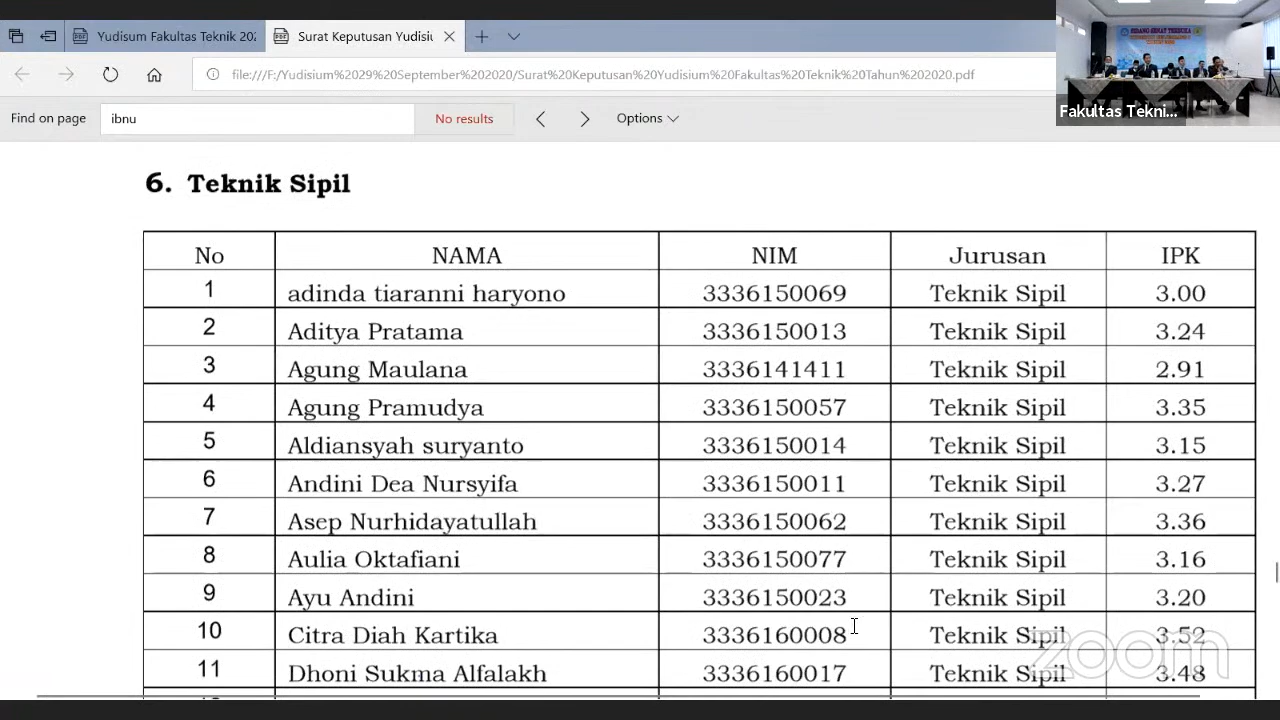 Yudisum Fakultas Teknik 202
Surat Keputusan Yudisiu
file:///F:/Yudisium%2029%20September%202020/Surat%20Keputusan%20Yudisium%20Fakultas%20Teknik%20Tahun%202020.pdf
Find on page ibnu No results Options
SIDANG SENAT TERBUKA
Fakultas Tekni...
6. Teknik Sipil
No NAMA NIM Jurusan IPK
1 adinda tiaranni haryono 3336150069 Teknik Sipil 3.00
2 Aditya Pratama 3336150013 Teknik Sipil 3.24
3 Agung Maulana 3336141411 Teknik Sipil 2.91
4 Agung Pramudya 3336150057 Teknik Sipil 3.35
5 Aldiansyah suryanto 3336150014 Teknik Sipil 3.15
6 Andini Dea Nursyifa 3336150011 Teknik Sipil 3.27
7 Asep Nurhidayatullah 3336150062 Teknik Sipil 3.36
8 Aulia Oktafiani 3336150077 Teknik Sipil 3.16
9 Ayu Andini 3336150023 Teknik Sipil 3.20
10 Citra Diah Kartika 3336160008 Teknik Sipil 3.52
11 Dhoni Sukma Alfalakh 3336160017 Teknik Sipil 3.48
zoom